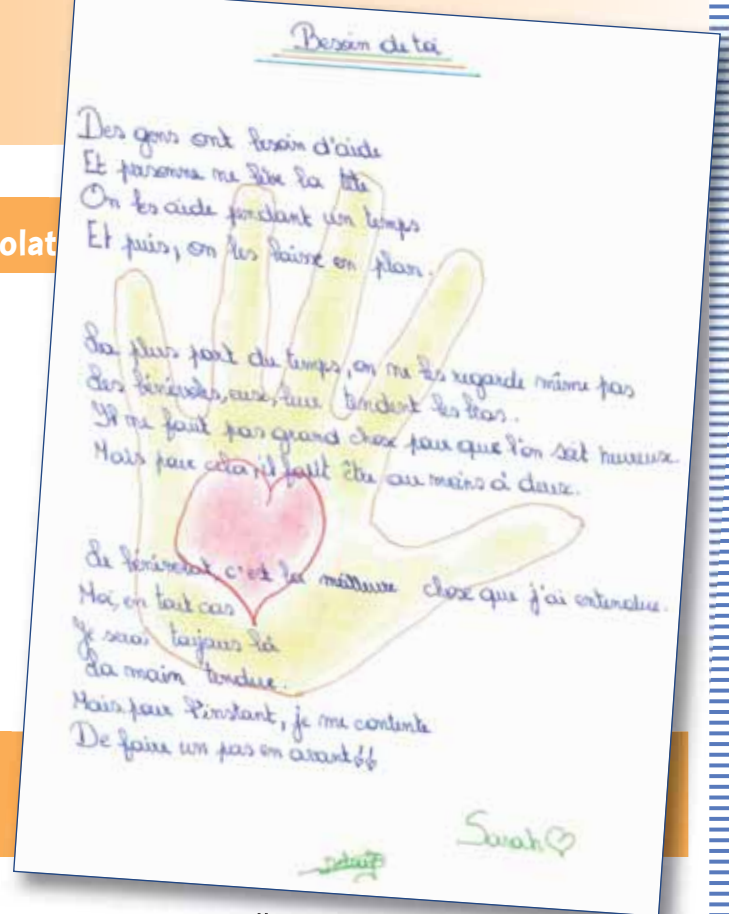 Besoin de toi
Des gens ont besoin d'aide
Et personne ne lève la tête
On les aide pendant un temps
Et puis, on les laisse en plan.
La plus part du temps, on ne les regarde même pas
Les bénévoles, eux, leur tendent les bras.
Il ne faut pas grand chose pour que l'on soit heureux.
Mais pour cela, il faut être au moins à deux.
Le bénévolat, c'est la meilleure chose que j'ai entendue.
Moi, en tout cas
Je serai toujours là
La main tendue.
Mais pour l'instant, je me contente
De faire un pas en avant !!
Sarah
olat